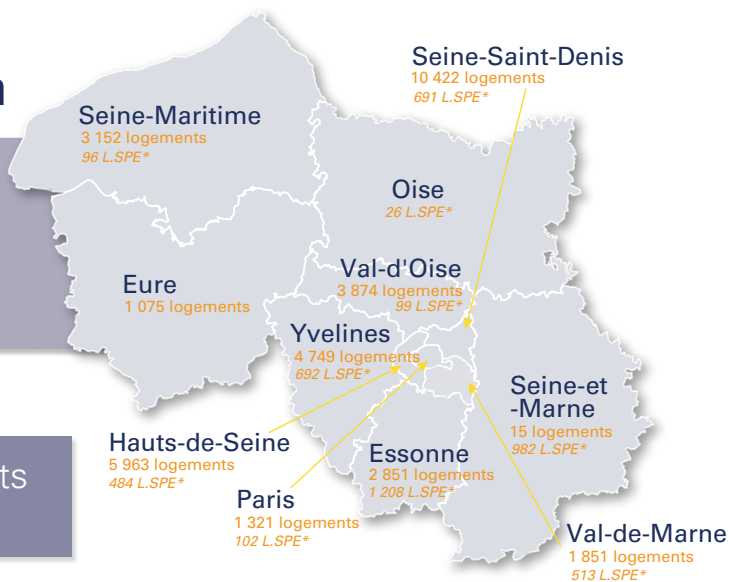 n
Seine-Saint-Denis
10 422 logements
691 L.SPE*
Seine-Maritime
3 152 logements
96 L.SPE*
Oise
26 L.SPE*
Eure
1 075 logements
Val-d'Oise
3 874 logements
99 L.SPE*
Yvelines
4 749 logements
692 L.SPE*
Seine-et
-Marne
15 logements
982 L.SPE*
Hauts-de-Seine
5 963 logements
484 L.SPE*
Essonne
2 851 logements
1 208 L.SPE*
ts
Paris
1 321 logements
102 L.SPE*
Val-de-Marne
1 851 logements
513 L.SPE*